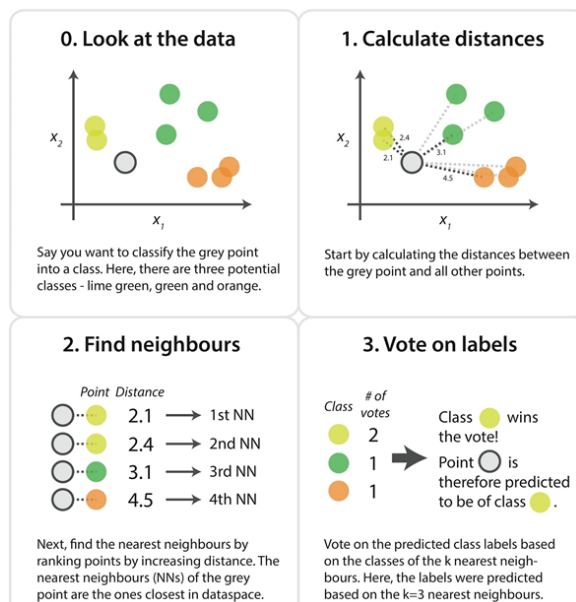 0. Look at the data
x2
x1
Say you want to classify the grey point
into a class. Here, there are three potential
classes - lime green, green and orange.
1. Calculate distances
x2
2.4
2.1
3.1
4.5
x1
Start by calculating the distances between
the grey point and all other points.
2. Find neighbours
Point Distance
2.1 → 1st NN
2.4 → 2nd NN
3.1 → 3rd NN
4.5 → 4th NN
Next, find the nearest neighbours by
ranking points by increasing distance. The
nearest neighbours (NNs) of the grey
point are the ones closest in dataspace.
3. Vote on labels
Class # of
votes
2
1
1
Class wins
the vote!
Point is
therefore predicted
to be of class .
Vote on the predicted class labels based
on the classes of the k nearest neigh-
bours. Here, the labels were predicted
based on the k=3 nearest neighbours.